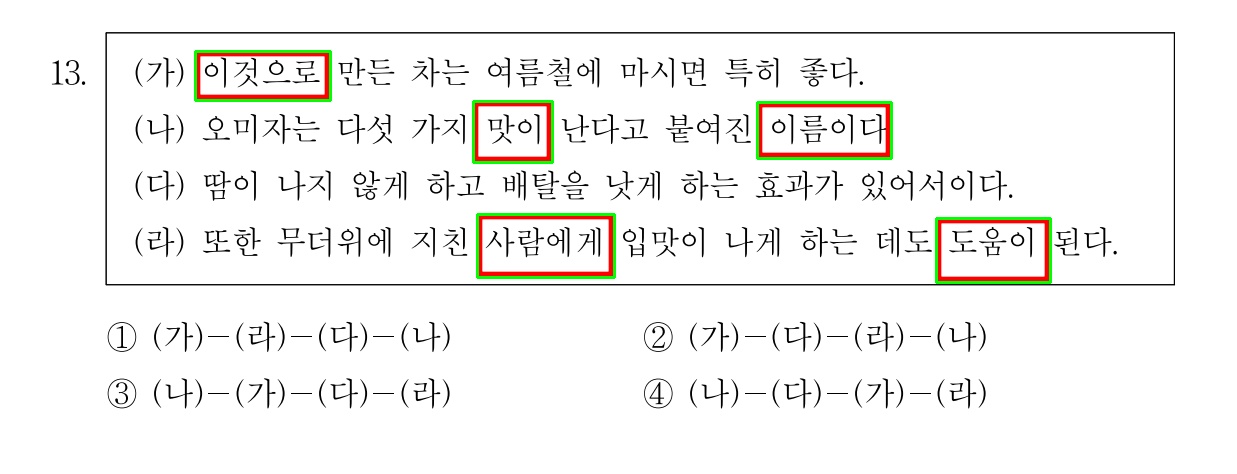 13. (가) 이것으로 만든 차는 여름철에 마시면 특히 좋다.
(나) 오미자는 다섯 가지 맛이 난다고 붙여진 이름이다
(다) 땀이 나지 않게 하고 배탈을 낫게 하는 효과가 있어서이다.
(라) 또한 무더위에 지친 사람에게 입맛이 나게 하는 데도 도움이 된다.
① (가)-(라)-(다)-(나) ② (가)-(다)-(라)-(나)
③ (나)-(가)-(다)-(라) ④ (나)-(다)-(가)-(라)